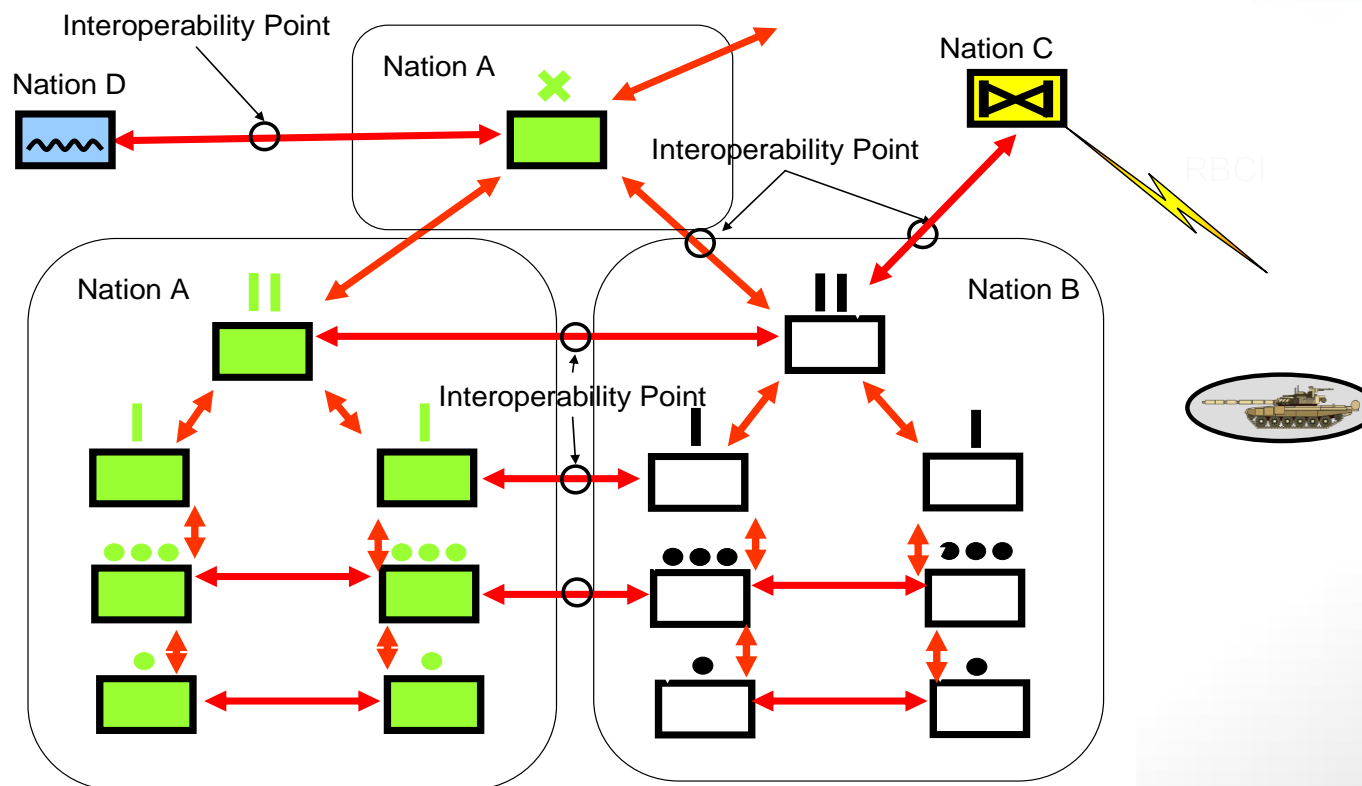 Interoperability Point
Nation D
Nation A
Nation C
Interoperability Point
RBCI
Nation A
Nation B
Interoperability Point